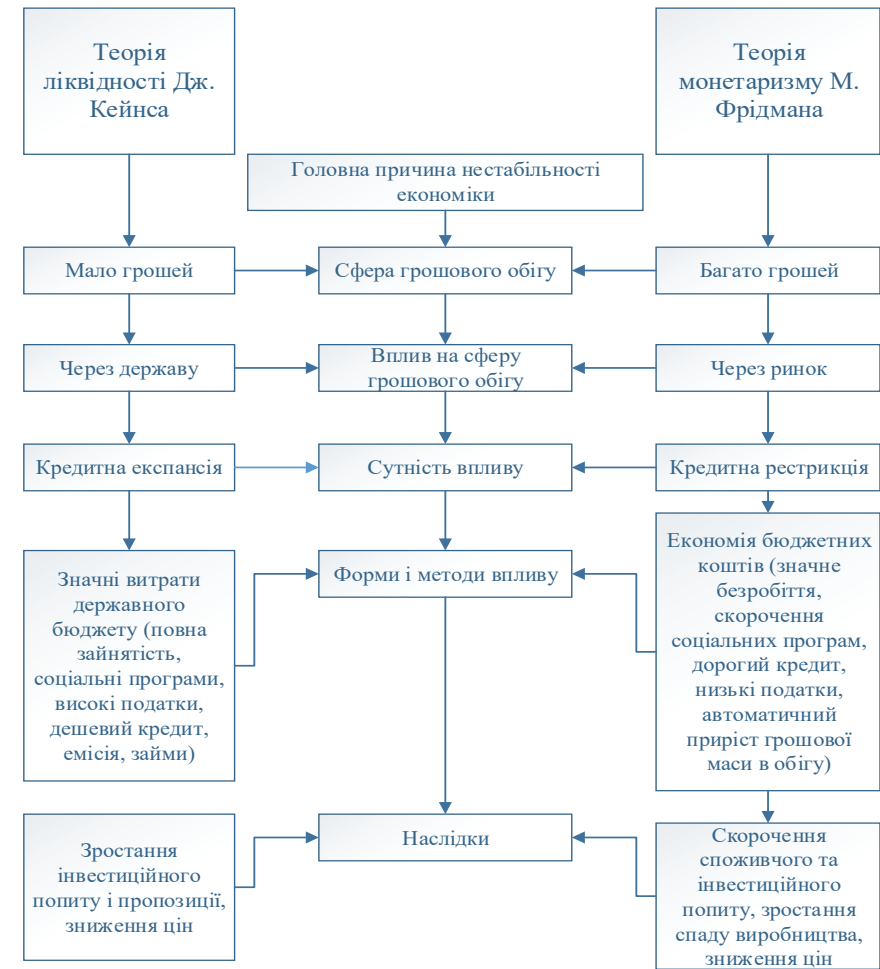 Теорія
ліквідності Дж.
Кейнса
Теорія
монетаризму М.
Фрідмана
Головна причина нестабільності
економіки
Мало грошей
Сфера грошового обігу
Багато грошей
Через державу
Вплив на сферу
грошового обігу
Через ринок
Кредитна експансія
Сутність впливу
Кредитна рестрикція
Значні витрати
державного
бюджету (повна
зайнятість,
соціальні програми,
високі податки,
дешевий кредит,
емісія, займи)
Форми і методи впливу
Економія бюджетних
коштів (значне
безробіття,
скорочення
соціальних програм,
дорогий кредит,
низькі податки,
автоматичний
приріст грошової
маси в обігу)
Зростання
інвестиційного
попиту і пропозиції,
зниження цін
Наслідки
Скорочення
споживчого та
інвестиційного
попиту, зростання
спаду виробництва,
зниження цін